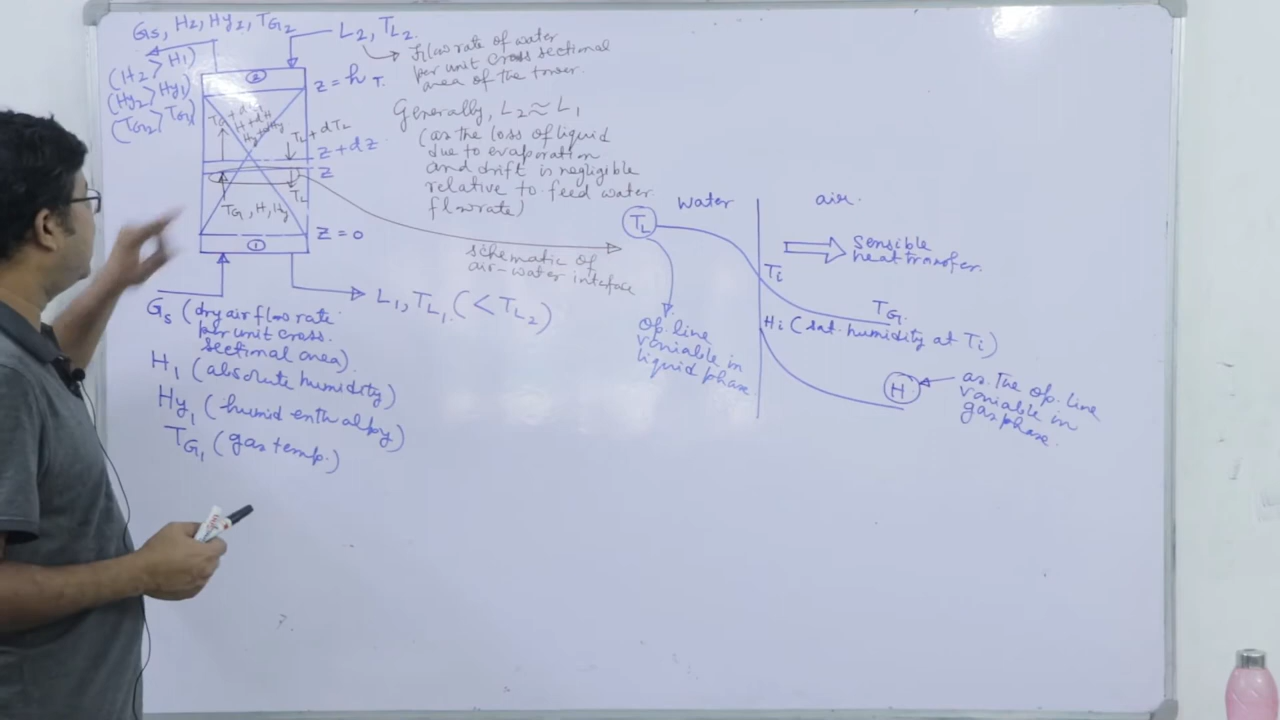 Gs, H2, Hy2, TG2
(H2 > H1)
(Hy2 > Hy1)
(TG2 > TG1)
L2, TL2.
Flow rate of water
per unit cross sectional
area of the tower.
②
z = hT.
Generally, L2 ≈ L1
(as the loss of liquid
due to evaporation
and drift is negligible
relative to feed water
flowrate)
H + dH
Hy + dHy
TL + dTL
z + dz
z
TL
TG, H, Hy
z = 0
①
schematic of
air-water interface
L1, TL1 (< TL2)
Gs (dry air flow rate
per unit cross
sectional area)
H1 (absolute humidity)
Hy1 (humid enthalpy)
TG1 (gas temp.)
water
air.
TL
Sensible
heat transfer.
Ti
TG.
Hi (sat. humidity at Ti)
op. line
variable in
liquid phase
H
as the op. line
variable in
gas phase.